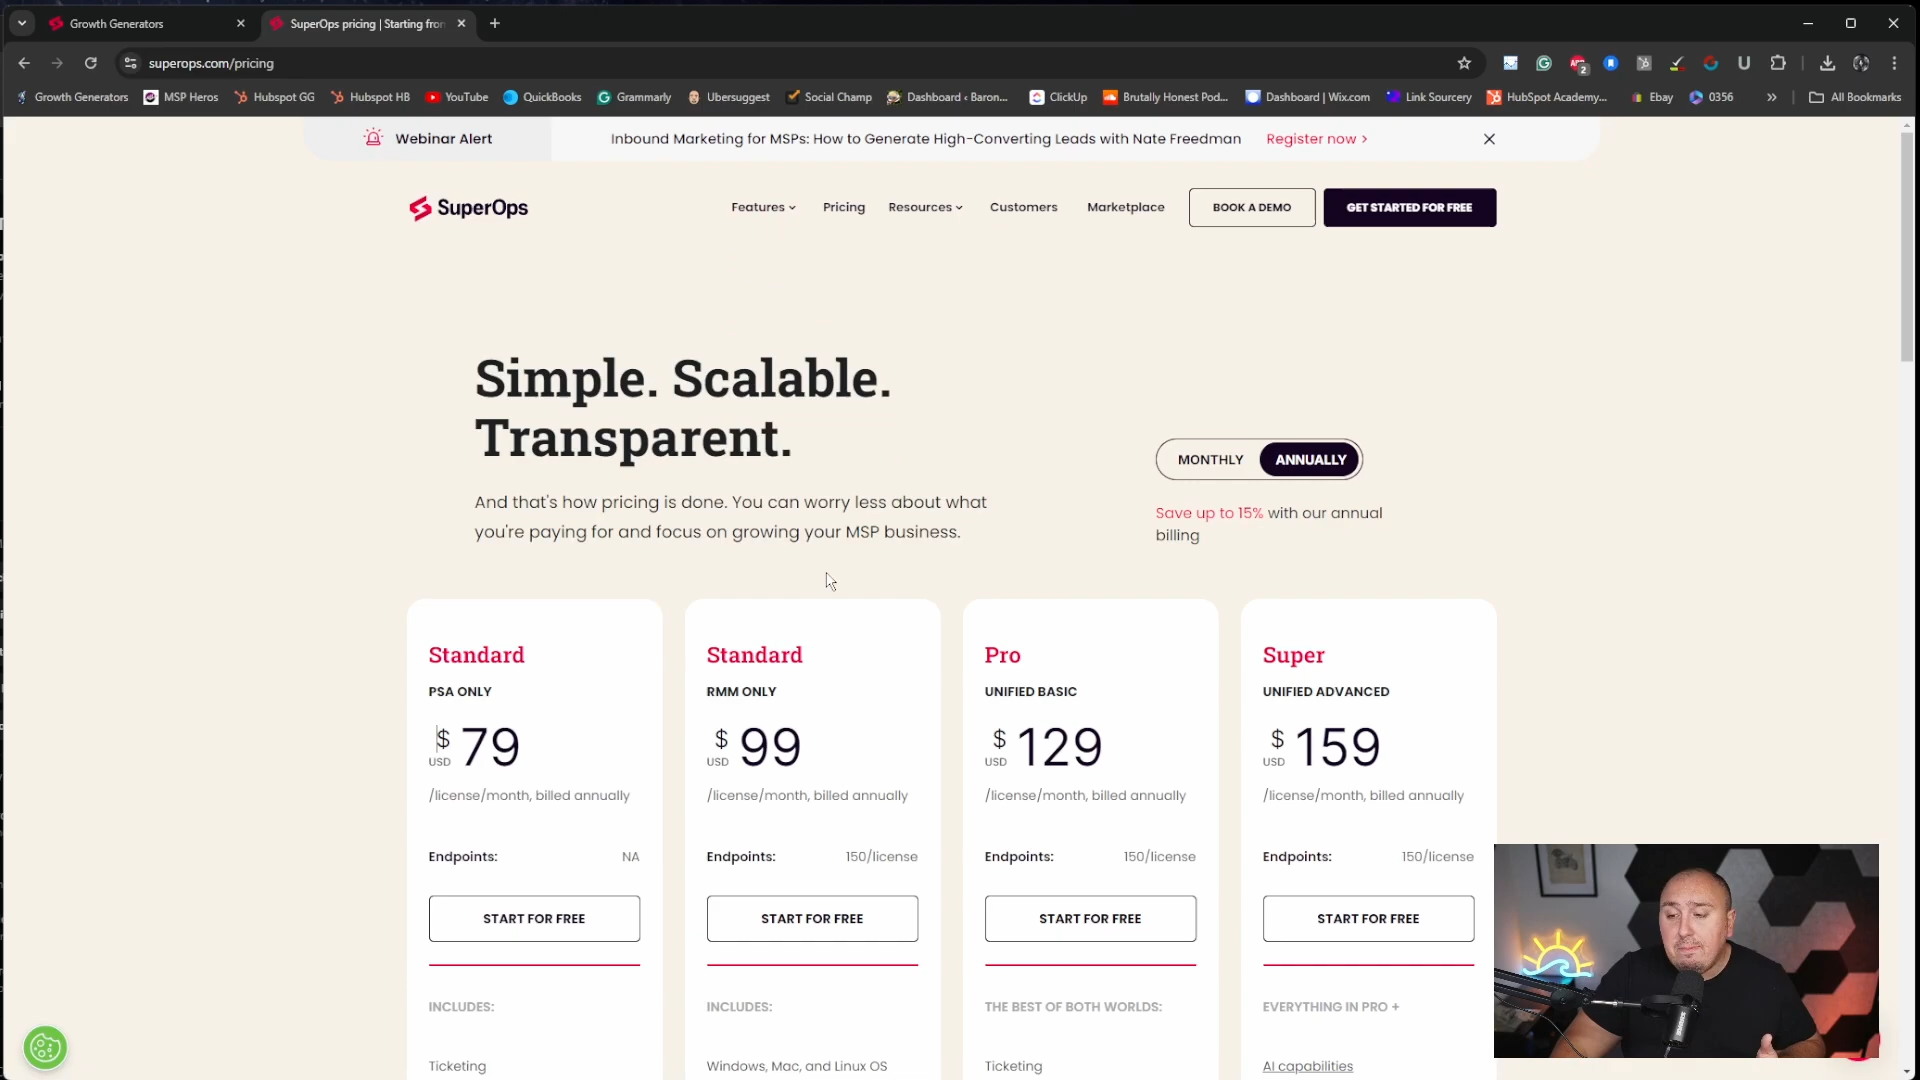 Growth Generators
SuperOps pricing | Starting fron
superops.com/pricing
2
Growth Generators
MSP Heros
Hubspot GG
Hubspot HB
YouTube
QuickBooks
Grammarly
Ubersuggest
Social Champ
Dashboard ‹ Baron...
ClickUp
Brutally Honest Pod...
Dashboard | Wix.com
Link Sourcery
HubSpot Academy...
Ebay
0356
»
All Bookmarks
Webinar Alert
Inbound Marketing for MSPs: How to Generate High-Converting Leads with Nate Freedman
Register now >
SuperOps
Features
Pricing
Resources
Customers
Marketplace
BOOK A DEMO
GET STARTED FOR FREE
Simple. Scalable.
Transparent.
And that's how pricing is done. You can worry less about what
you're paying for and focus on growing your MSP business.
MONTHLY
ANNUALLY
Save up to 15% with our annual
billing
Standard
PSA ONLY
$ 79
USD
/license/month, billed annually
Endpoints: NA
START FOR FREE
INCLUDES:
Ticketing
Standard
RMM ONLY
$ 99
USD
/license/month, billed annually
Endpoints: 150/license
START FOR FREE
INCLUDES:
Windows, Mac, and Linux OS
Pro
UNIFIED BASIC
$ 129
USD
/license/month, billed annually
Endpoints: 150/license
START FOR FREE
THE BEST OF BOTH WORLDS:
Ticketing
Super
UNIFIED ADVANCED
$ 159
USD
/license/month, billed annually
Endpoints: 150/license
START FOR FREE
EVERYTHING IN PRO +
AI capabilities